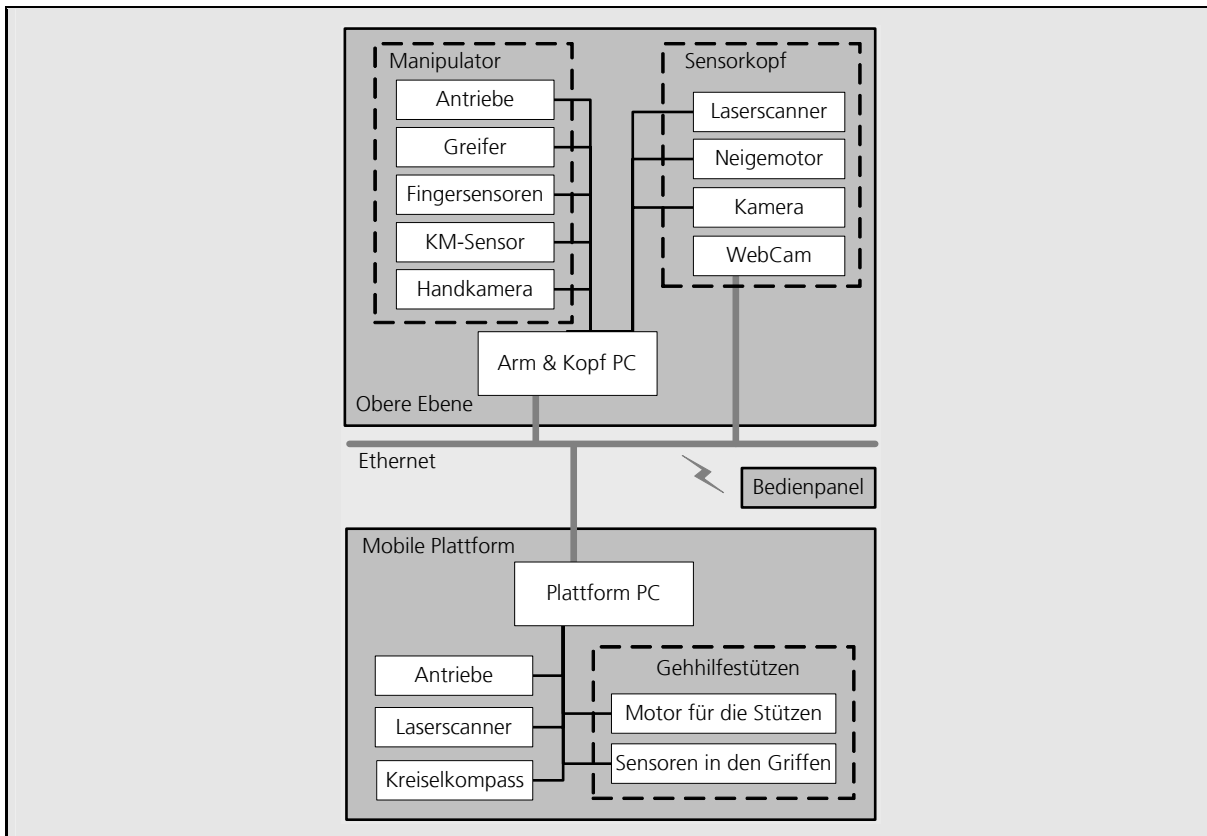 Manipulator
Antriebe
Greifer
Fingersensoren
KM-Sensor
Handkamera
Sensorkopf
Laserscanner
Neigemotor
Kamera
WebCam
Arm & Kopf PC
Obere Ebene
Ethernet
Bedienpanel
Mobile Plattform
Plattform PC
Antriebe
Laserscanner
Kreiselkompass
Gehhilfestützen
Motor für die Stützen
Sensoren in den Griffen